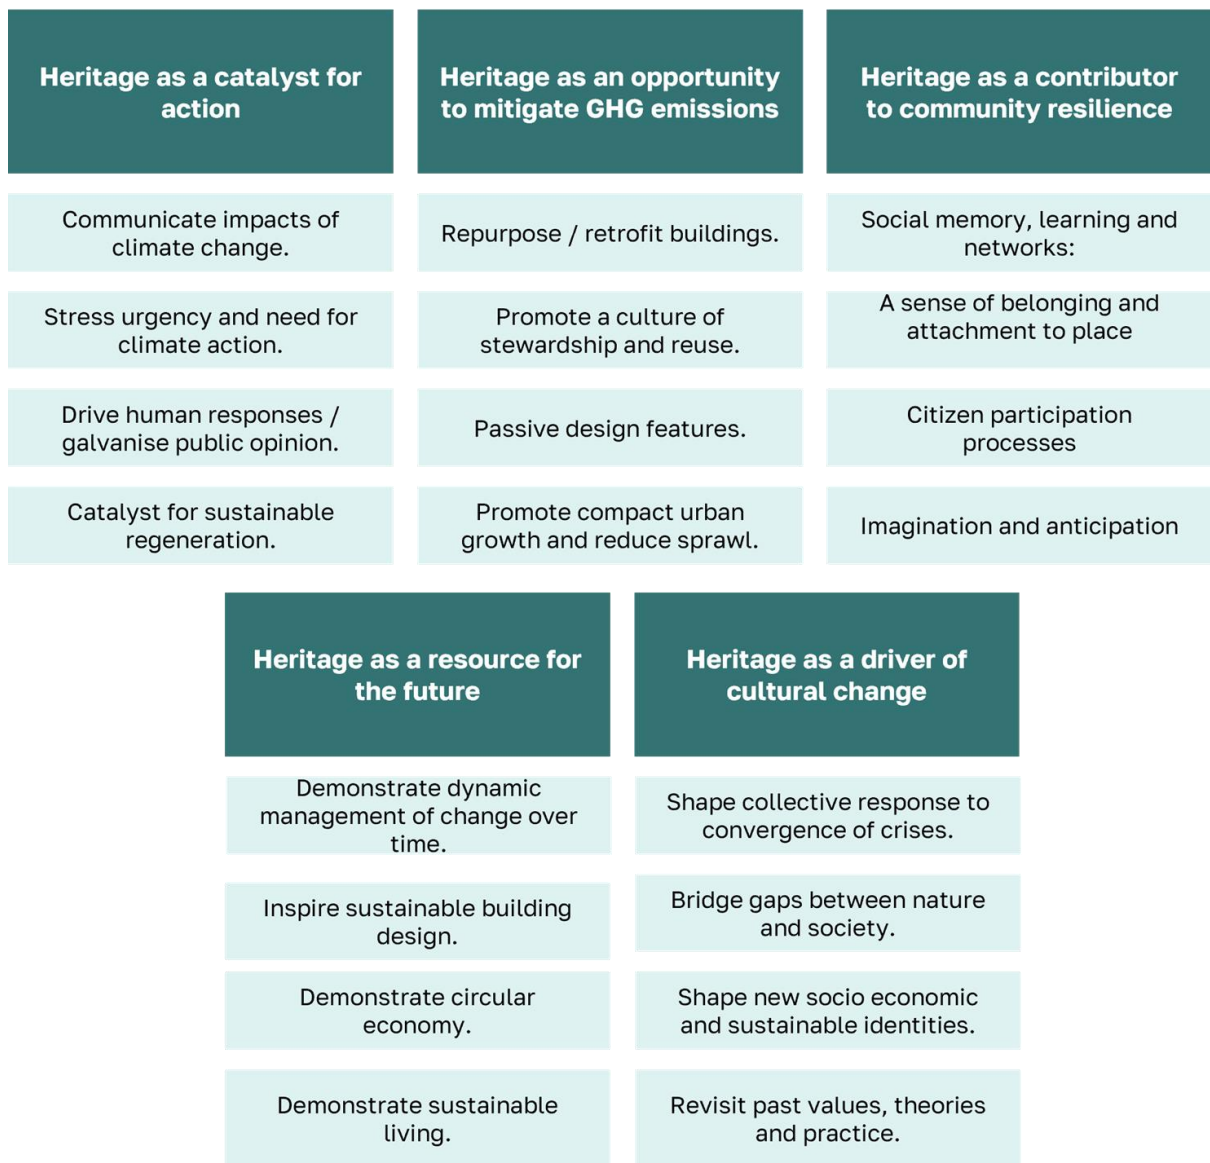 Heritage as a catalyst for
action
Communicate impacts of
climate change.
Stress urgency and need for
climate action.
Drive human responses /
galvanise public opinion.
Catalyst for sustainable
regeneration.
Heritage as an opportunity
to mitigate GHG emissions
Repurpose / retrofit buildings.
Promote a culture of
stewardship and reuse.
Passive design features.
Promote compact urban
growth and reduce sprawl.
Heritage as a contributor
to community resilience
Social memory, learning and
networks:
A sense of belonging and
attachment to place
Citizen participation
processes
Imagination and anticipation
Heritage as a resource for
the future
Demonstrate dynamic
management of change over
time.
Inspire sustainable building
design.
Demonstrate circular
economy.
Demonstrate sustainable
living.
Heritage as a driver of
cultural change
Shape collective response to
convergence of crises.
Bridge gaps between nature
and society.
Shape new socio economic
and sustainable identities.
Revisit past values, theories
and practice.